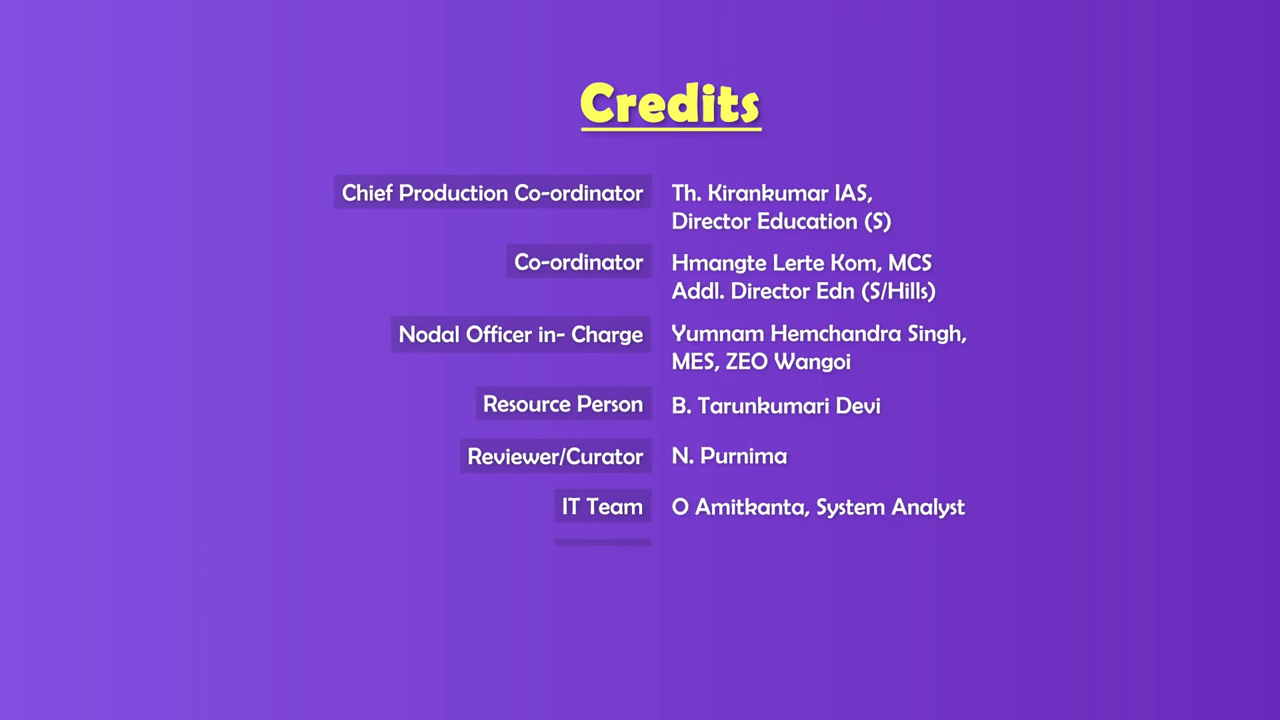 Credits
Chief Production Co-ordinator Th. Kirankumar IAS,
Director Education (S)
Co-ordinator Hmangte Lerte Kom, MCS
Addl. Director Edn (S/Hills)
Nodal Officer in- Charge Yumnam Hemchandra Singh,
MES, ZEO Wangoi
Resource Person B. Tarunkumari Devi
Reviewer/Curator N. Purnima
IT Team O Amitkanta, System Analyst